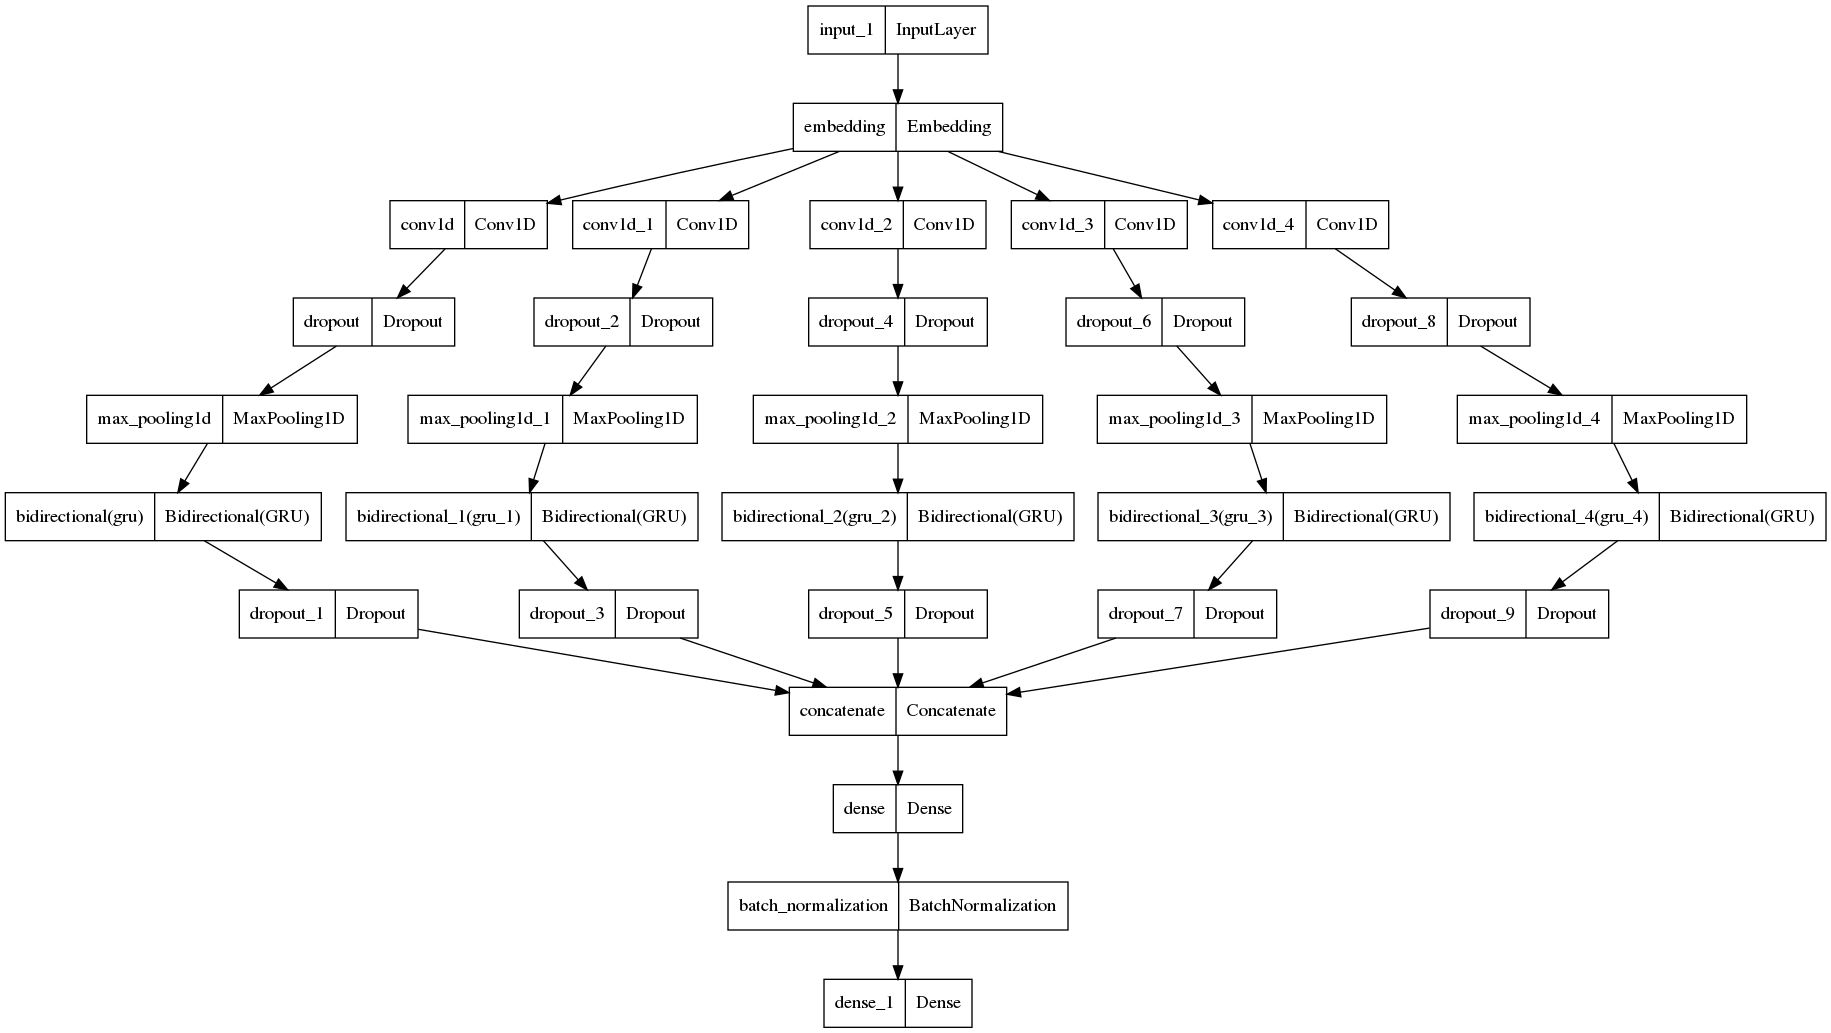 input_1 InputLayer
embedding Embedding
conv1d Conv1D conv1d_1 Conv1D conv1d_2 Conv1D conv1d_3 Conv1D conv1d_4 Conv1D
dropout Dropout dropout_2 Dropout dropout_4 Dropout dropout_6 Dropout dropout_8 Dropout
max_pooling1d MaxPooling1D max_pooling1d_1 MaxPooling1D max_pooling1d_2 MaxPooling1D max_pooling1d_3 MaxPooling1D max_pooling1d_4 MaxPooling1D
bidirectional(gru) Bidirectional(GRU) bidirectional_1(gru_1) Bidirectional(GRU) bidirectional_2(gru_2) Bidirectional(GRU) bidirectional_3(gru_3) Bidirectional(GRU) bidirectional_4(gru_4) Bidirectional(GRU)
dropout_1 Dropout dropout_3 Dropout dropout_5 Dropout dropout_7 Dropout dropout_9 Dropout
concatenate Concatenate
dense Dense
batch_normalization BatchNormalization
dense_1 Dense